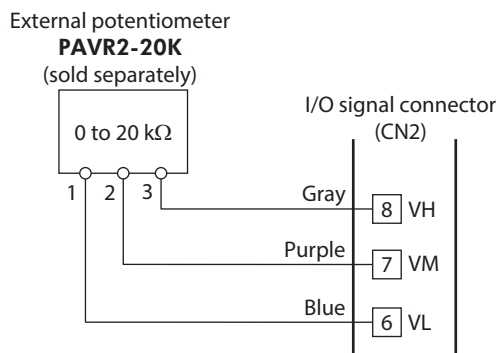 External potentiometer
PAVR2-20K
(sold separately)
I/O signal connector
(CN2)
0 to 20 kΩ
1 2 3
Gray 8 VH
Purple 7 VM
Blue 6 VL